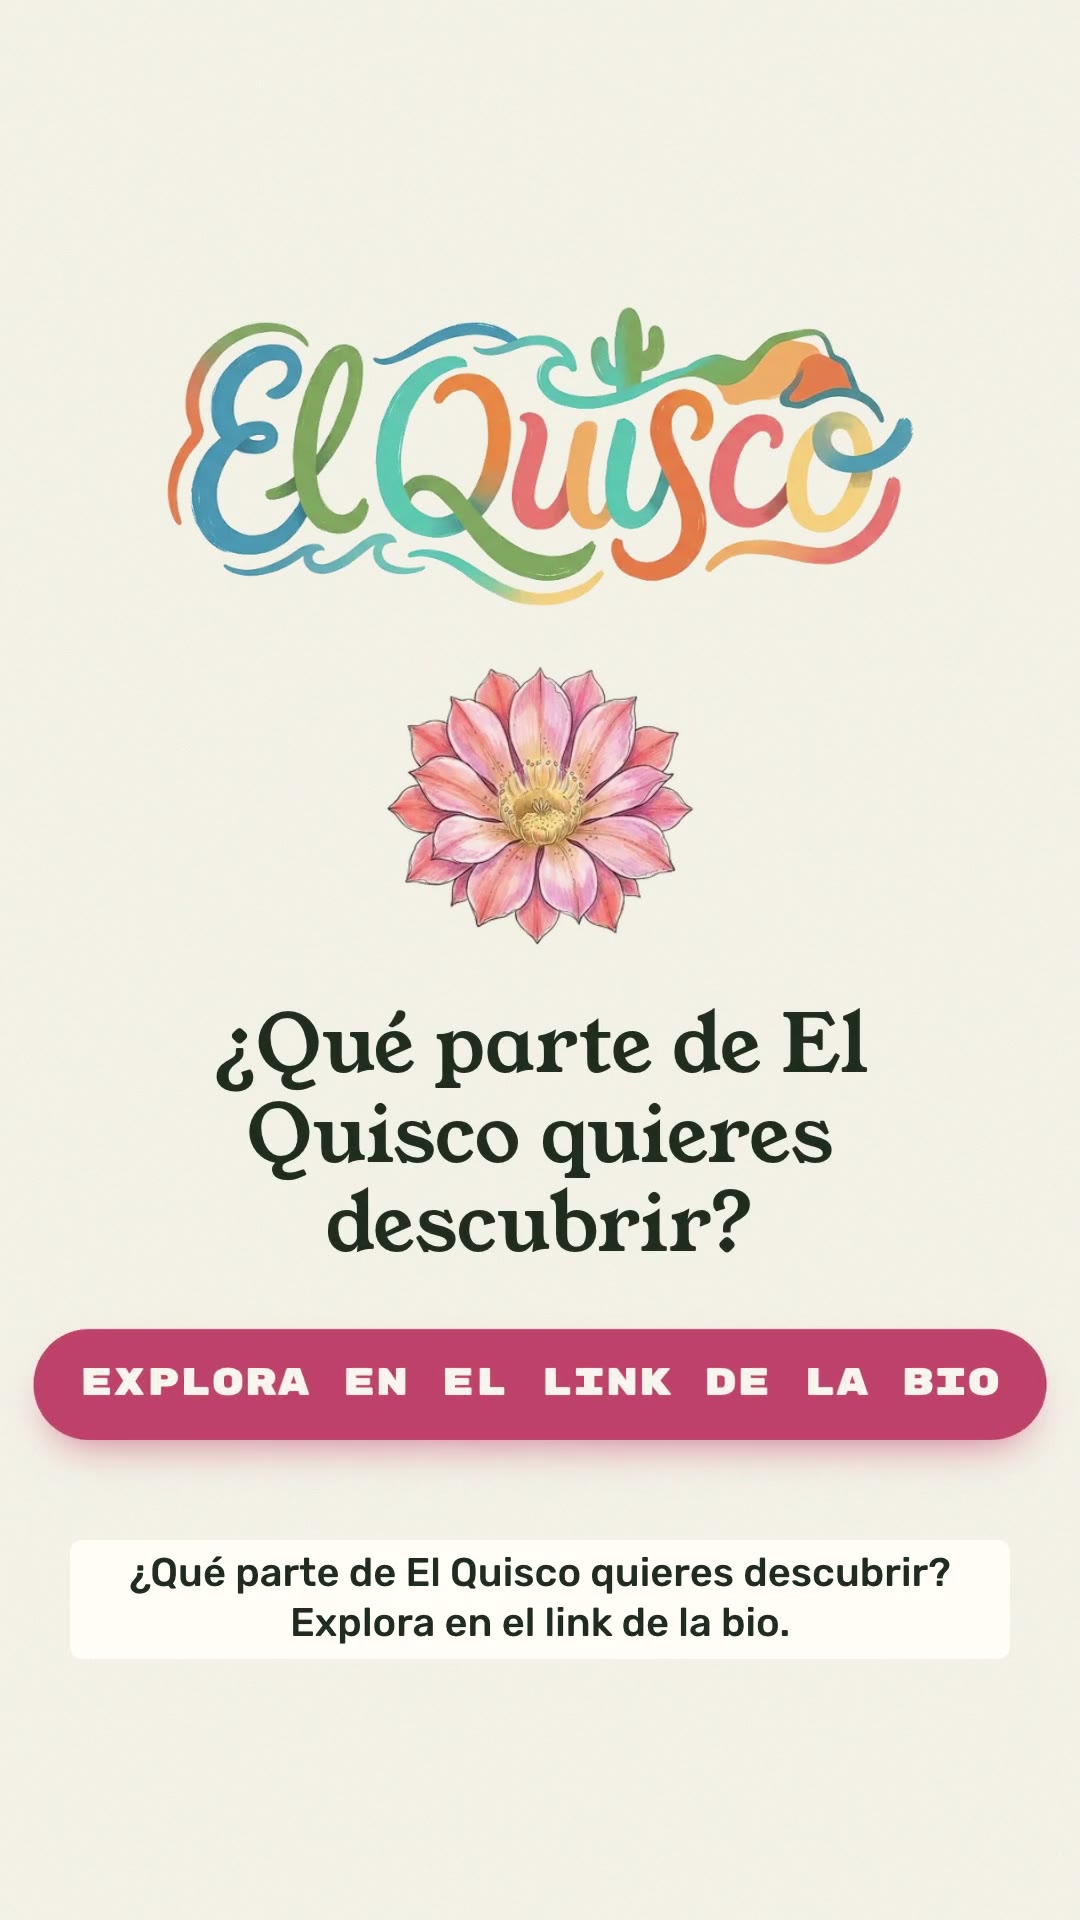 El Quisco
¿Qué parte de El
Quisco quieres
descubrir?
EXPLORA EN EL LINK DE LA BIO
¿Qué parte de El Quisco quieres descubrir?
Explora en el link de la bio.